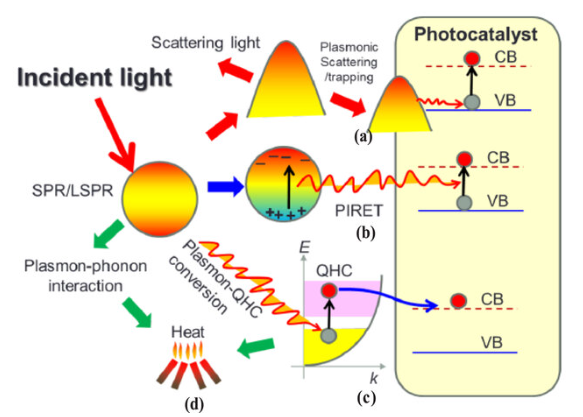 Scattering light
Plasmonic
Scattering
/trapping
Photocatalyst
CB
VB
(a)
Incident light
SPR/LSPR
− − − −
++++
PIRET
(b)
CB
VB
Plasmon-phonon
interaction
Plasmon-QHC
conversion
E
QHC
k
(c)
CB
VB
Heat
(d)